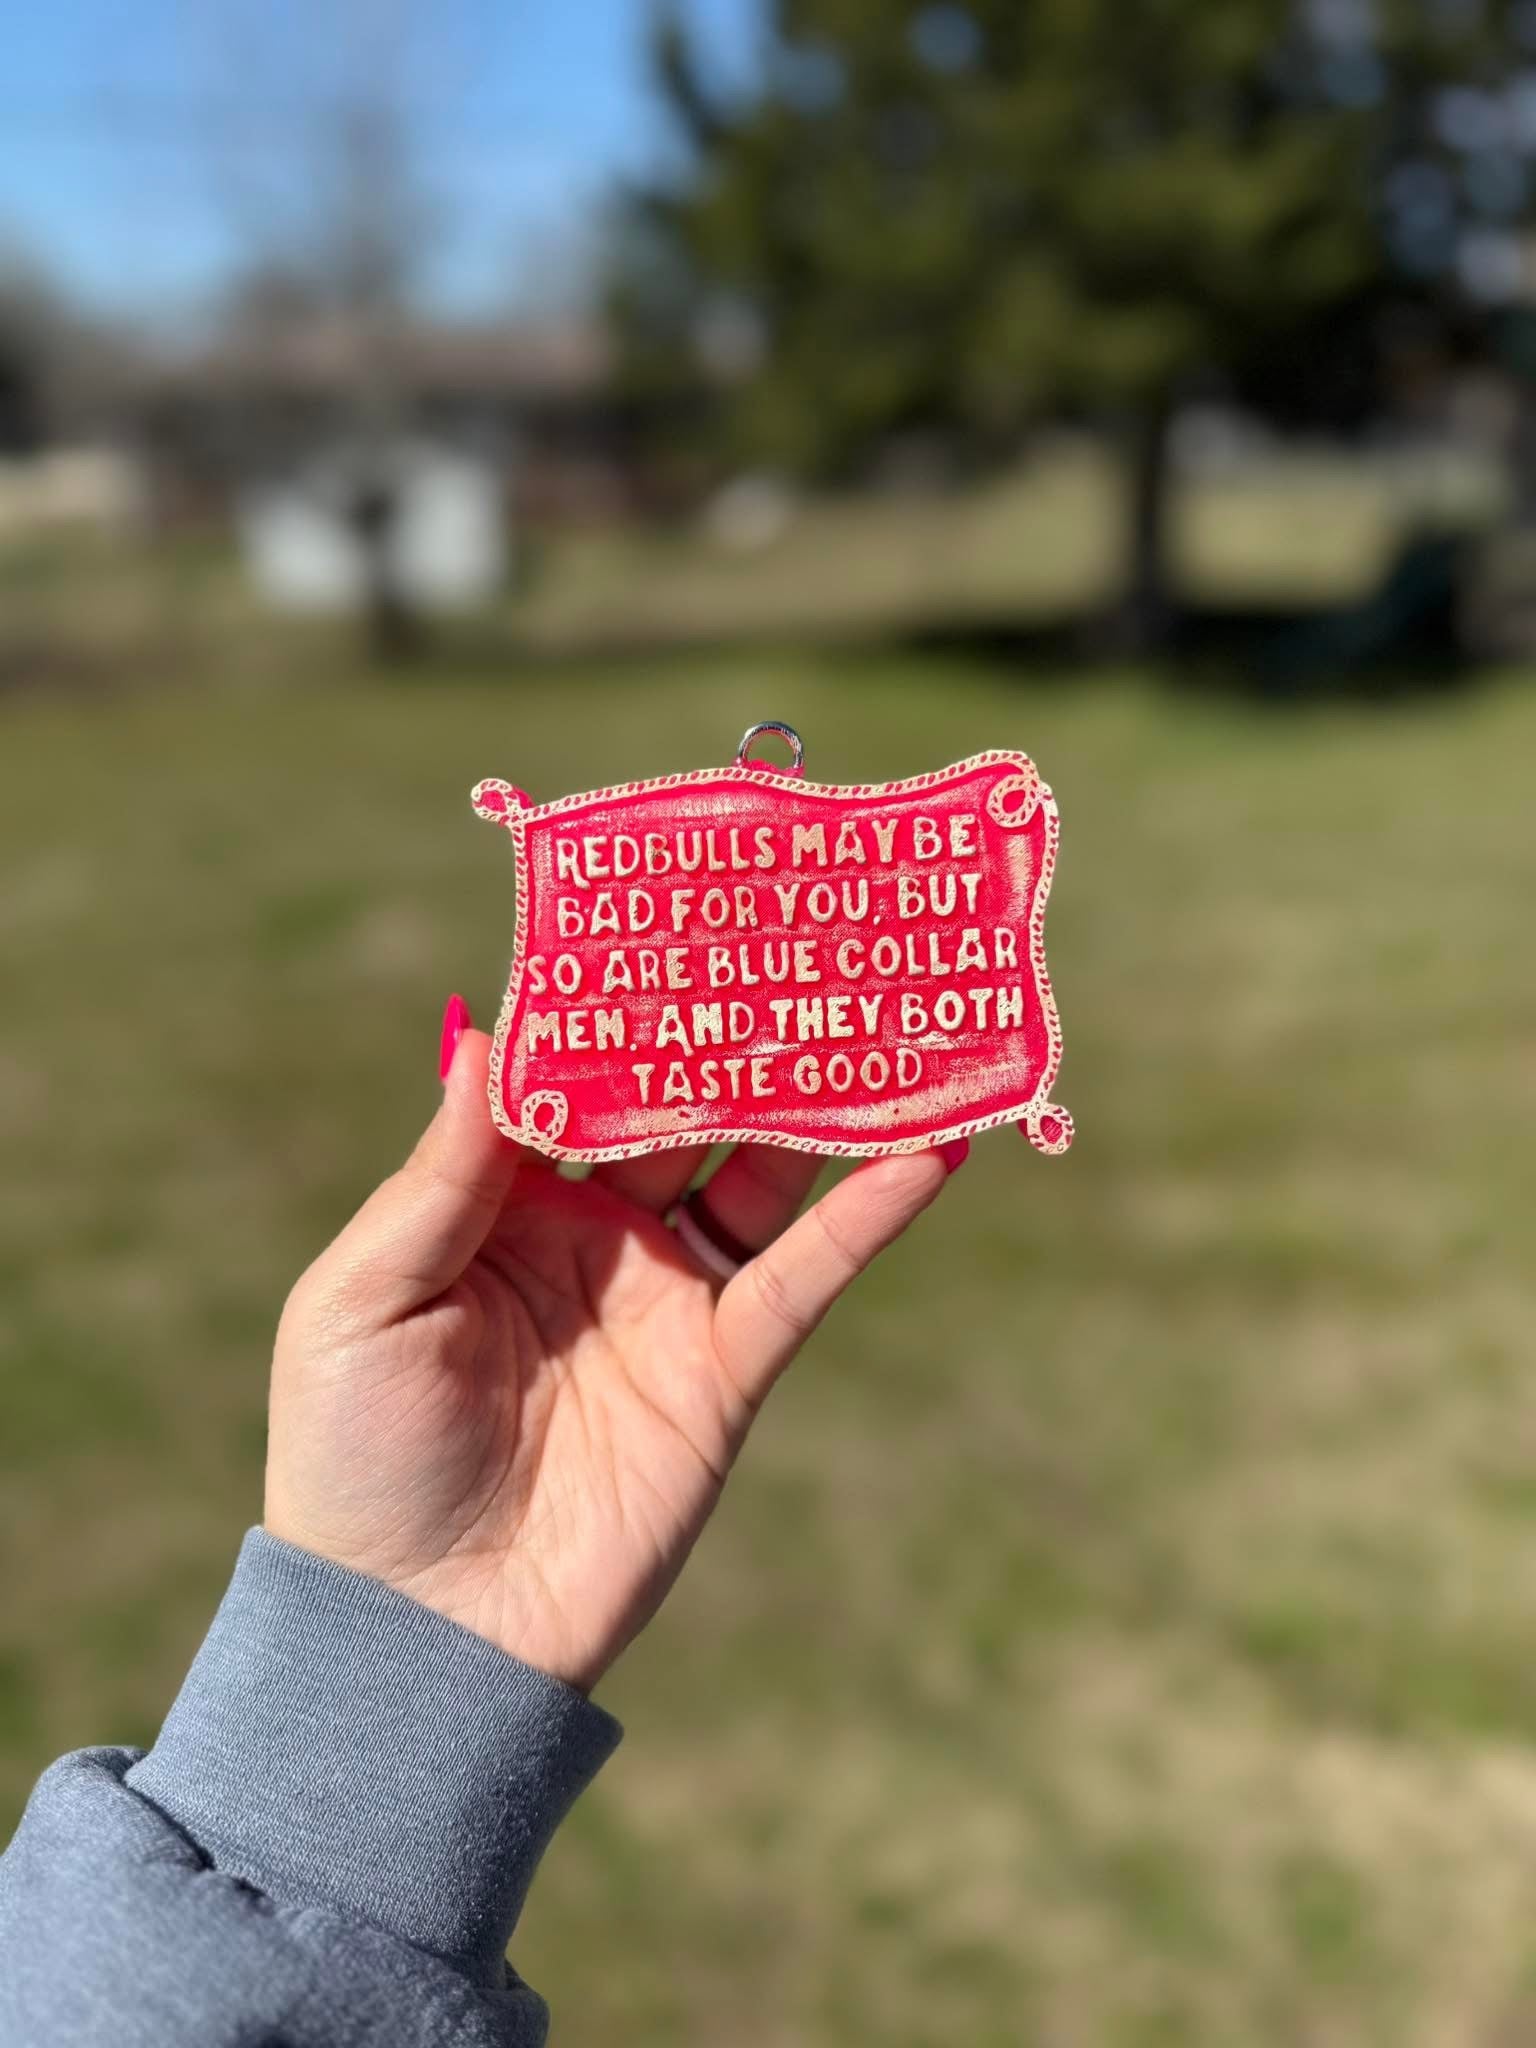 REDBULLS MAY BE
BAD FOR YOU, BUT
SO ARE BLUE COLLAR
MEN. AND THEY BOTH
TASTE GOOD